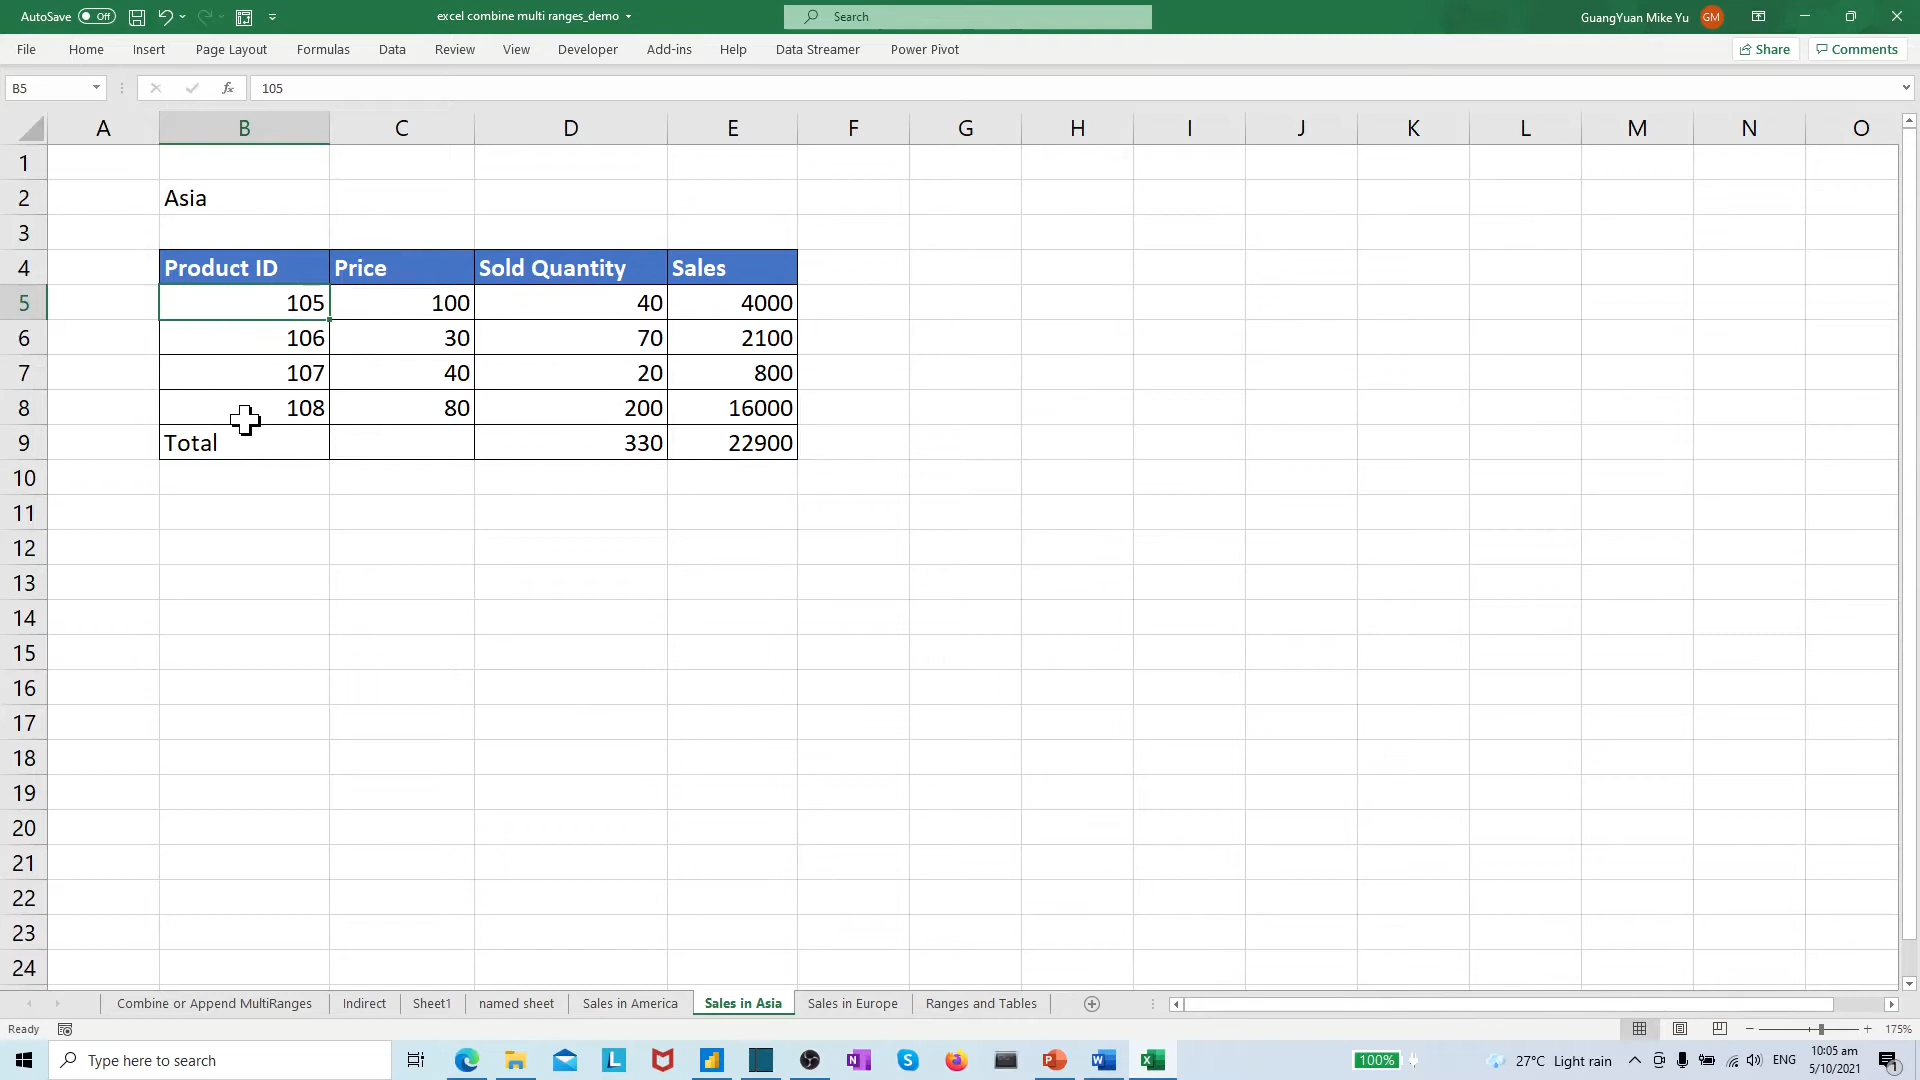 AutoSave Off excel combine multi ranges_demo Search GuangYuan Mike Yu GM
File Home Insert Page Layout Formulas Data Review View Developer Add-ins Help Data Streamer Power Pivot Share Comments
B5 fx 105
A B C D E F G H I J K L M N O
1
2 Asia
3
4 Product ID Price Sold Quantity Sales
5 105 100 40 4000
6 106 30 70 2100
7 107 40 20 800
8 108 80 200 16000
9 Total 330 22900
10
11
12
13
14
15
16
17
18
19
20
21
22
23
24
Combine or Append MultiRanges Indirect Sheet1 named sheet Sales in America Sales in Asia Sales in Europe Ranges and Tables
Ready 175%
Type here to search 100% 27°C Light rain ENG 10:05 am
5/10/2021 1